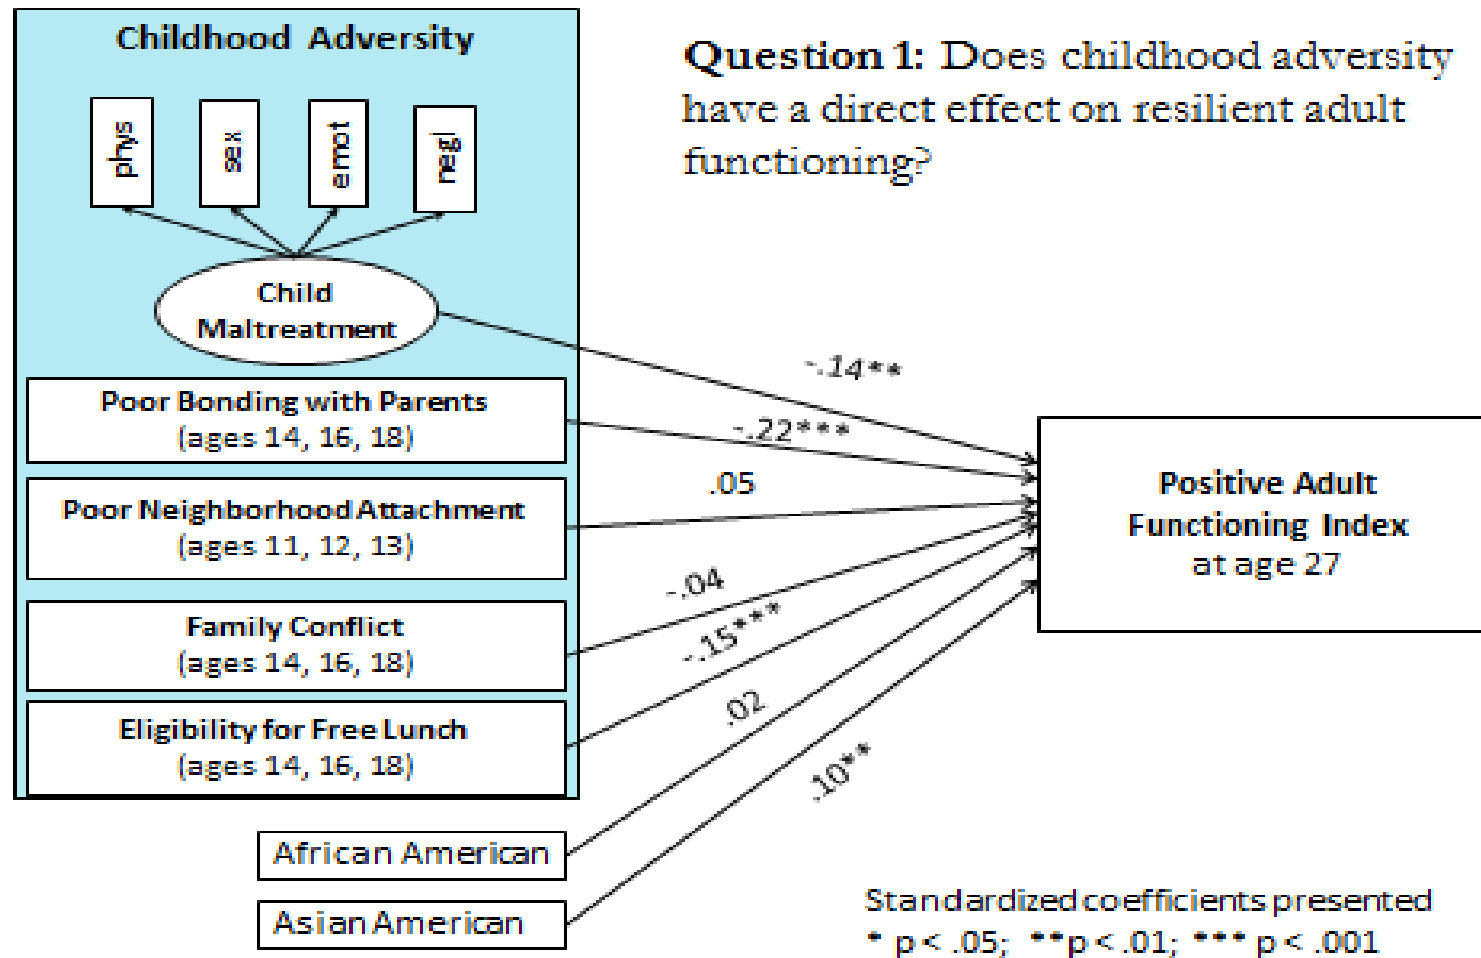 Childhood Adversity
Question 1: Does childhood adversity
have a direct effect on resilient adult
functioning?
phys
sex
emot
negl
Child
Maltreatment
-.14**
Poor Bonding with Parents
(ages 14, 16, 18)
-.22***
Poor Neighborhood Attachment
(ages 11, 12, 13)
.05
Positive Adult
Functioning Index
at age 27
Family Conflict
(ages 14, 16, 18)
-.04
-.15***
Eligibility for Free Lunch
(ages 14, 16, 18)
.02
.10**
African American
Asian American
Standardized coefficients presented
* p < .05; **p < .01; *** p < .001